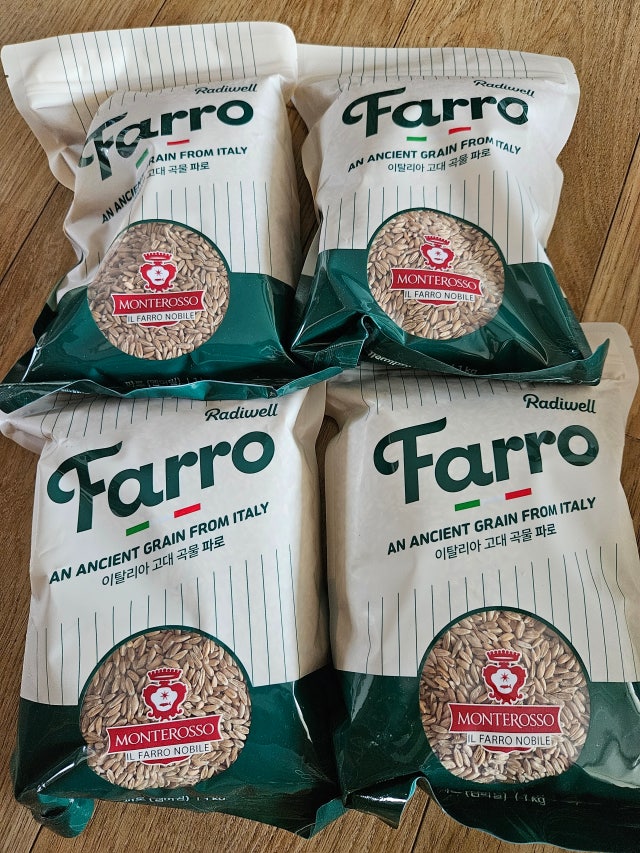 Radiwell
Farro
AN ANCIENT GRAIN FROM ITALY
이탈리아 고대 곡물 파로
MONTEROSSO
IL FARRO NOBILE
Radiwell
Farro
AN ANCIENT GRAIN FROM ITALY
이탈리아 고대 곡물 파로
MONTEROSSO
IL FARRO NOBILE
Radiwell
Farro
AN ANCIENT GRAIN FROM ITALY
이탈리아 고대 곡물 파로
MONTEROSSO
IL FARRO NOBILE
Radiwell
Farro
AN ANCIENT GRAIN FROM ITALY
이탈리아 고대 곡물 파로
MONTEROSSO
IL FARRO NOBILE